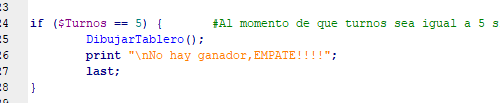 23
24
if ($Turnos == 5) { #Al momento de que turnos sea igual a 5 s
25
DibujarTablero();
26
print "\nNo hay ganador,EMPATE!!!!";
27
last;
28
}